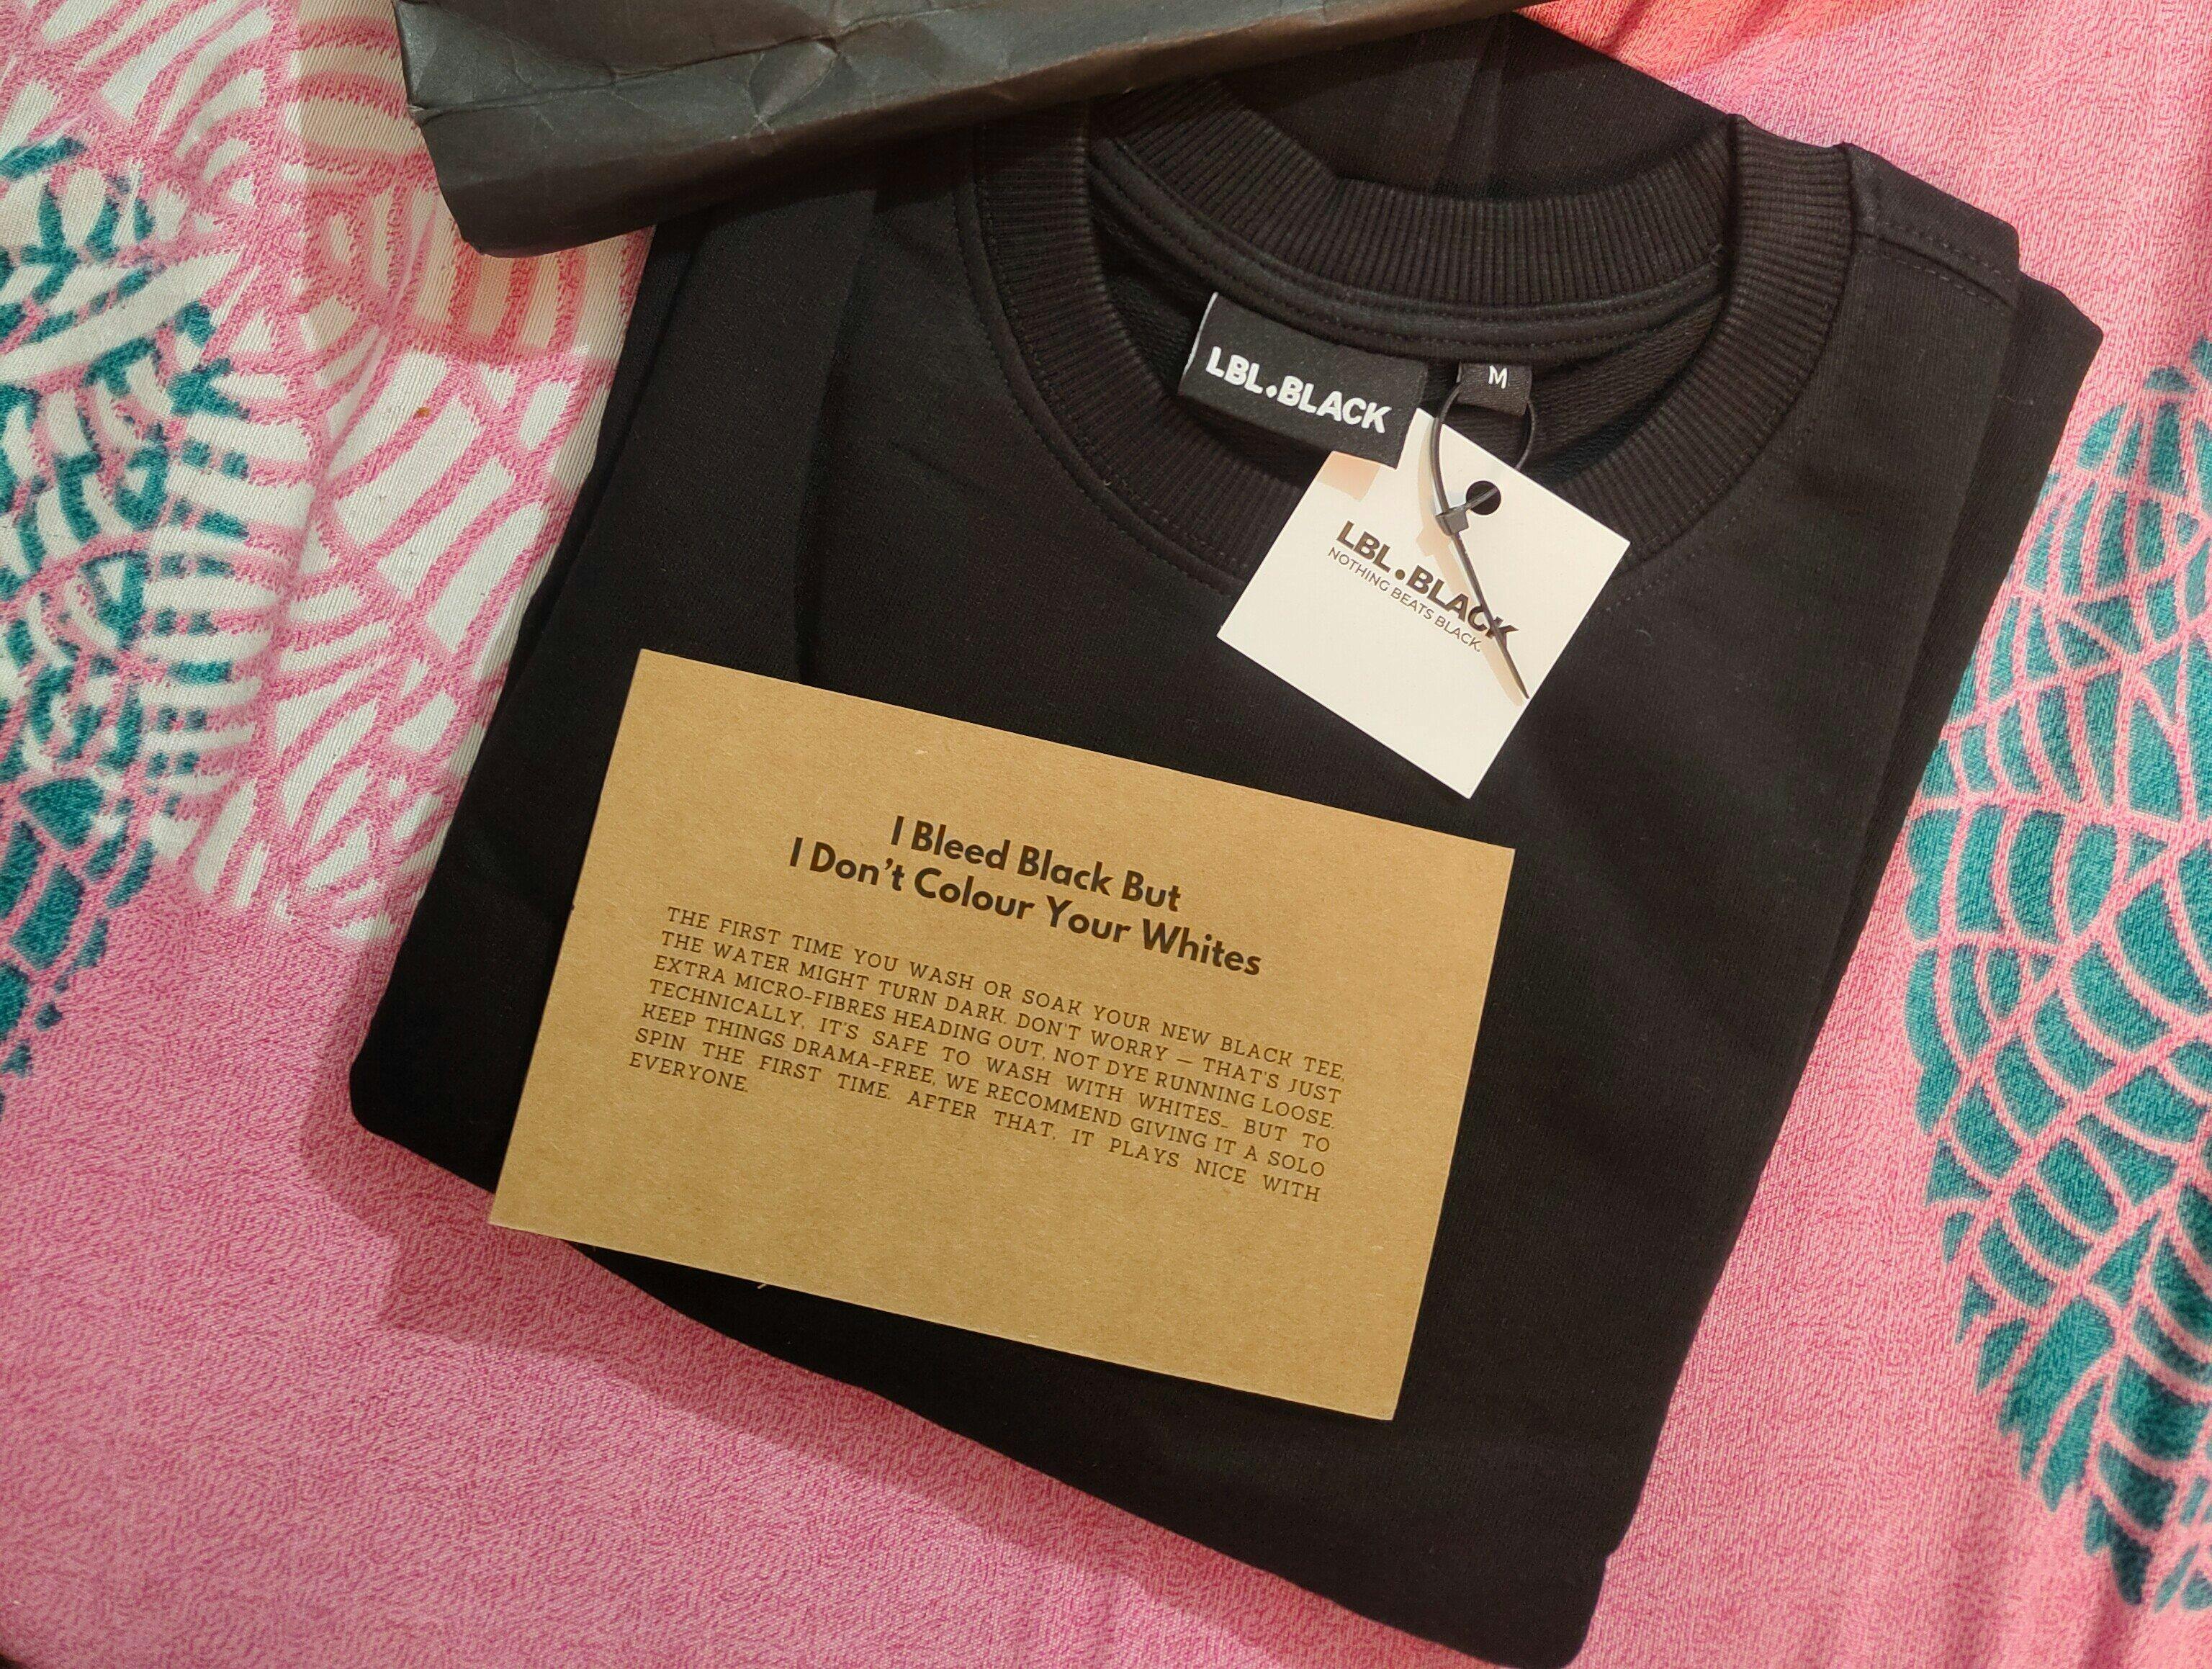 LBL.BLACK
M
LBL.BLACK
NOTHING BEATS BLACK.
I Bleed Black But
I Don't Colour Your Whites
THE FIRST TIME YOU WASH OR SOAK YOUR NEW BLACK TEE,
THE WATER MIGHT TURN DARK. DON'T WORRY — THAT'S JUST
EXTRA MICRO-FIBRES HEADING OUT, NOT DYE RUNNING LOOSE.
TECHNICALLY, IT'S SAFE TO WASH WITH WHITES... BUT TO
KEEP THINGS DRAMA-FREE, WE RECOMMEND GIVING IT A SOLO
SPIN THE FIRST TIME. AFTER THAT, IT PLAYS NICE WITH
EVERYONE.